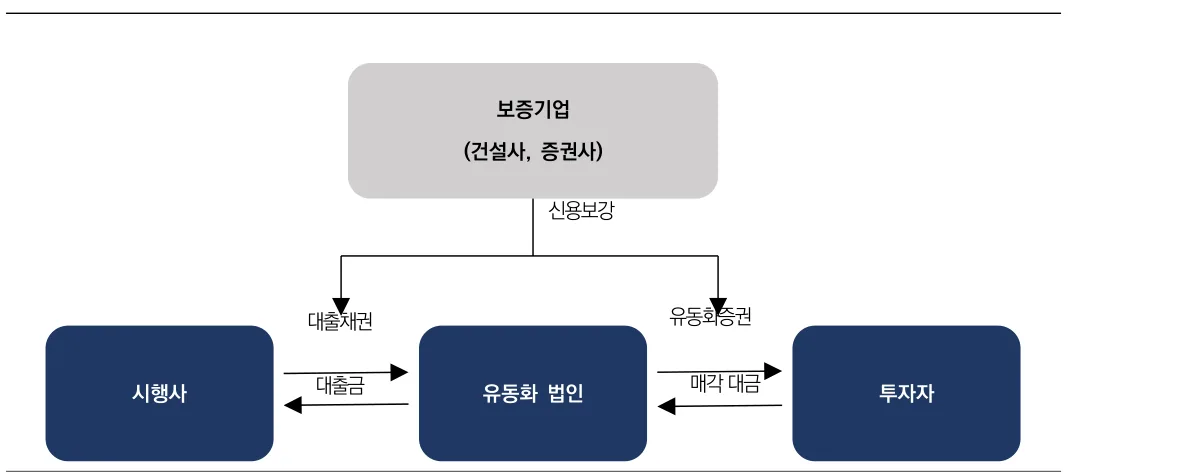 보증기업
(건설사, 증권사)
신용보강
대출채권
유동화증권
시행사
대출금
유동화 법인
매각 대금
투자자